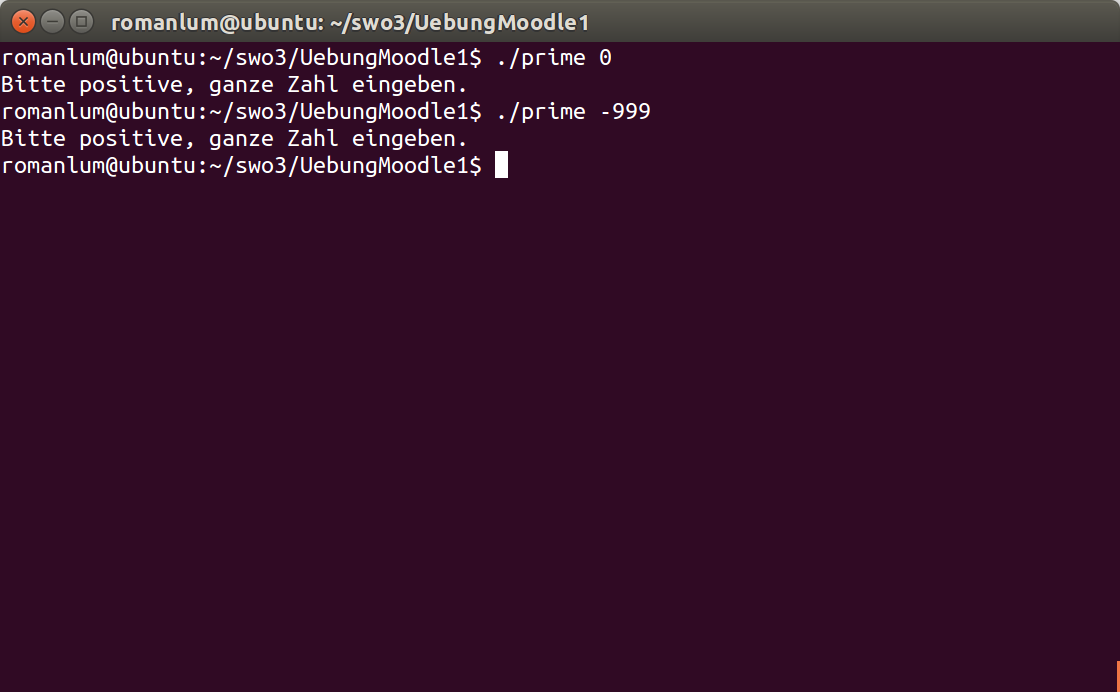 romanlum@ubuntu: ~/swo3/UebungMoodle1
romanlum@ubuntu:~/swo3/UebungMoodle1$ ./prime 0
Bitte positive, ganze Zahl eingeben.
romanlum@ubuntu:~/swo3/UebungMoodle1$ ./prime -999
Bitte positive, ganze Zahl eingeben.
romanlum@ubuntu:~/swo3/UebungMoodle1$